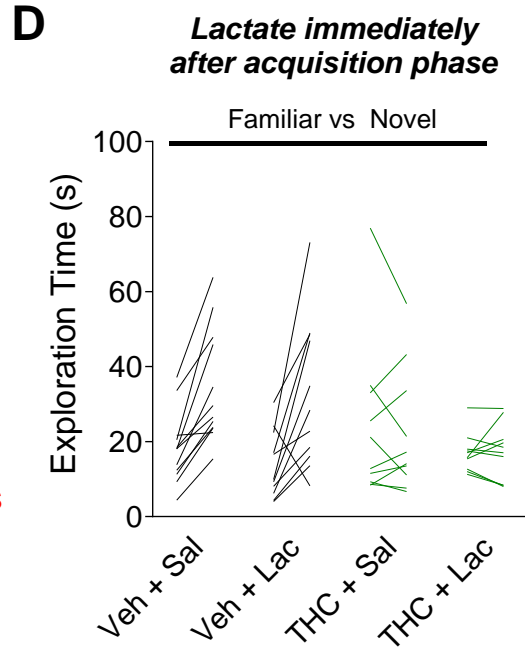 D
Lactate immediately
after acquisition phase
Familiar vs Novel
Exploration Time (s)
100
80
60
40
20
0
Veh + Sal
Veh + Lac
THC + Sal
THC + Lac
s